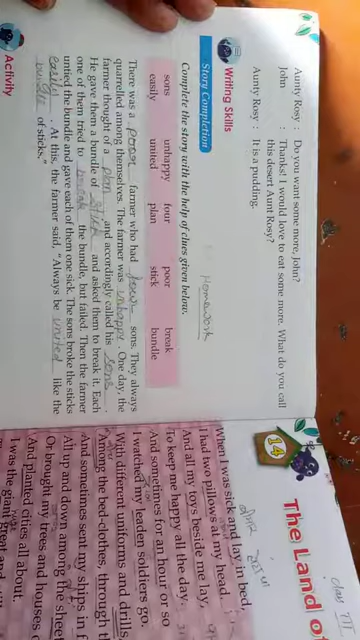 Aunty Rosy : Do you want some more, John?
John : Thanks! I would love to eat some more. What do you call
this desert Aunt Rosy?
Aunty Rosy : It is a pudding.
Writing Skills
Story Completion
Homework
Complete the story with the help of clues given below.
sons unhappy four poor break
easily united plan stick bundle
There was a poor farmer who had four sons. They always
quarrelled among themselves. The farmer was unhappy. One day, the
farmer thought of a plan and accordingly called his sons.
He gave them a bundle of stick and asked them to break it. Each
one of them tried to break the bundle, but failed. Then the farmer
untied the bundle and gave each of them one sick. The sons broke the sticks
easily. At this, the farmer said, "Always be united like the
bundle of sticks."
Activity
class III
14
The Land of
When I was sick and lay in bed,
I had two pillows at my head,
And all my toys beside me lay,
To keep me happy all the day.
And sometimes for an hour or so
I watched my leaden soldiers go,
With different uniforms and drills,
Among the bed-clothes, through t
And sometimes sent my ships in f
All up and down among the sheet
Or brought my trees and houses o
And planted cities all about.
I was the giant great and